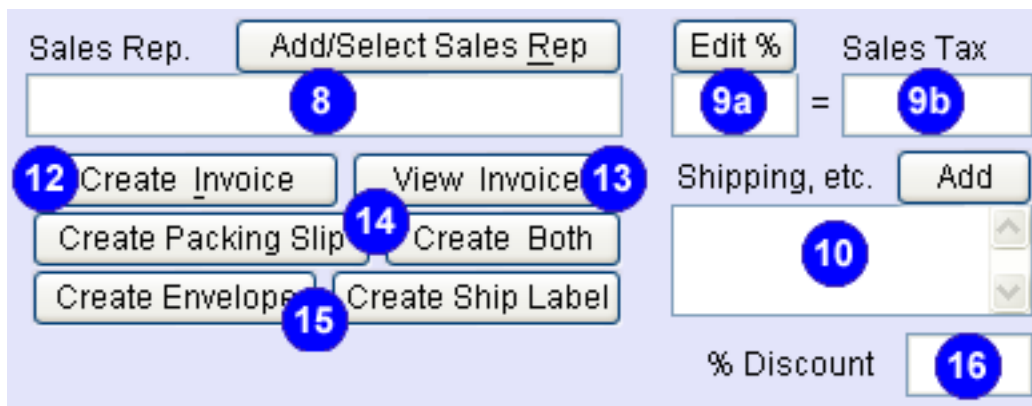 Sales Rep. Add/Select Sales Rep Edit % Sales Tax
8 9a = 9b
12 Create Invoice View Invoice 13 Shipping, etc. Add
14
Create Packing Slip Create Both 10
Create Envelope 15 Create Ship Label
% Discount 16